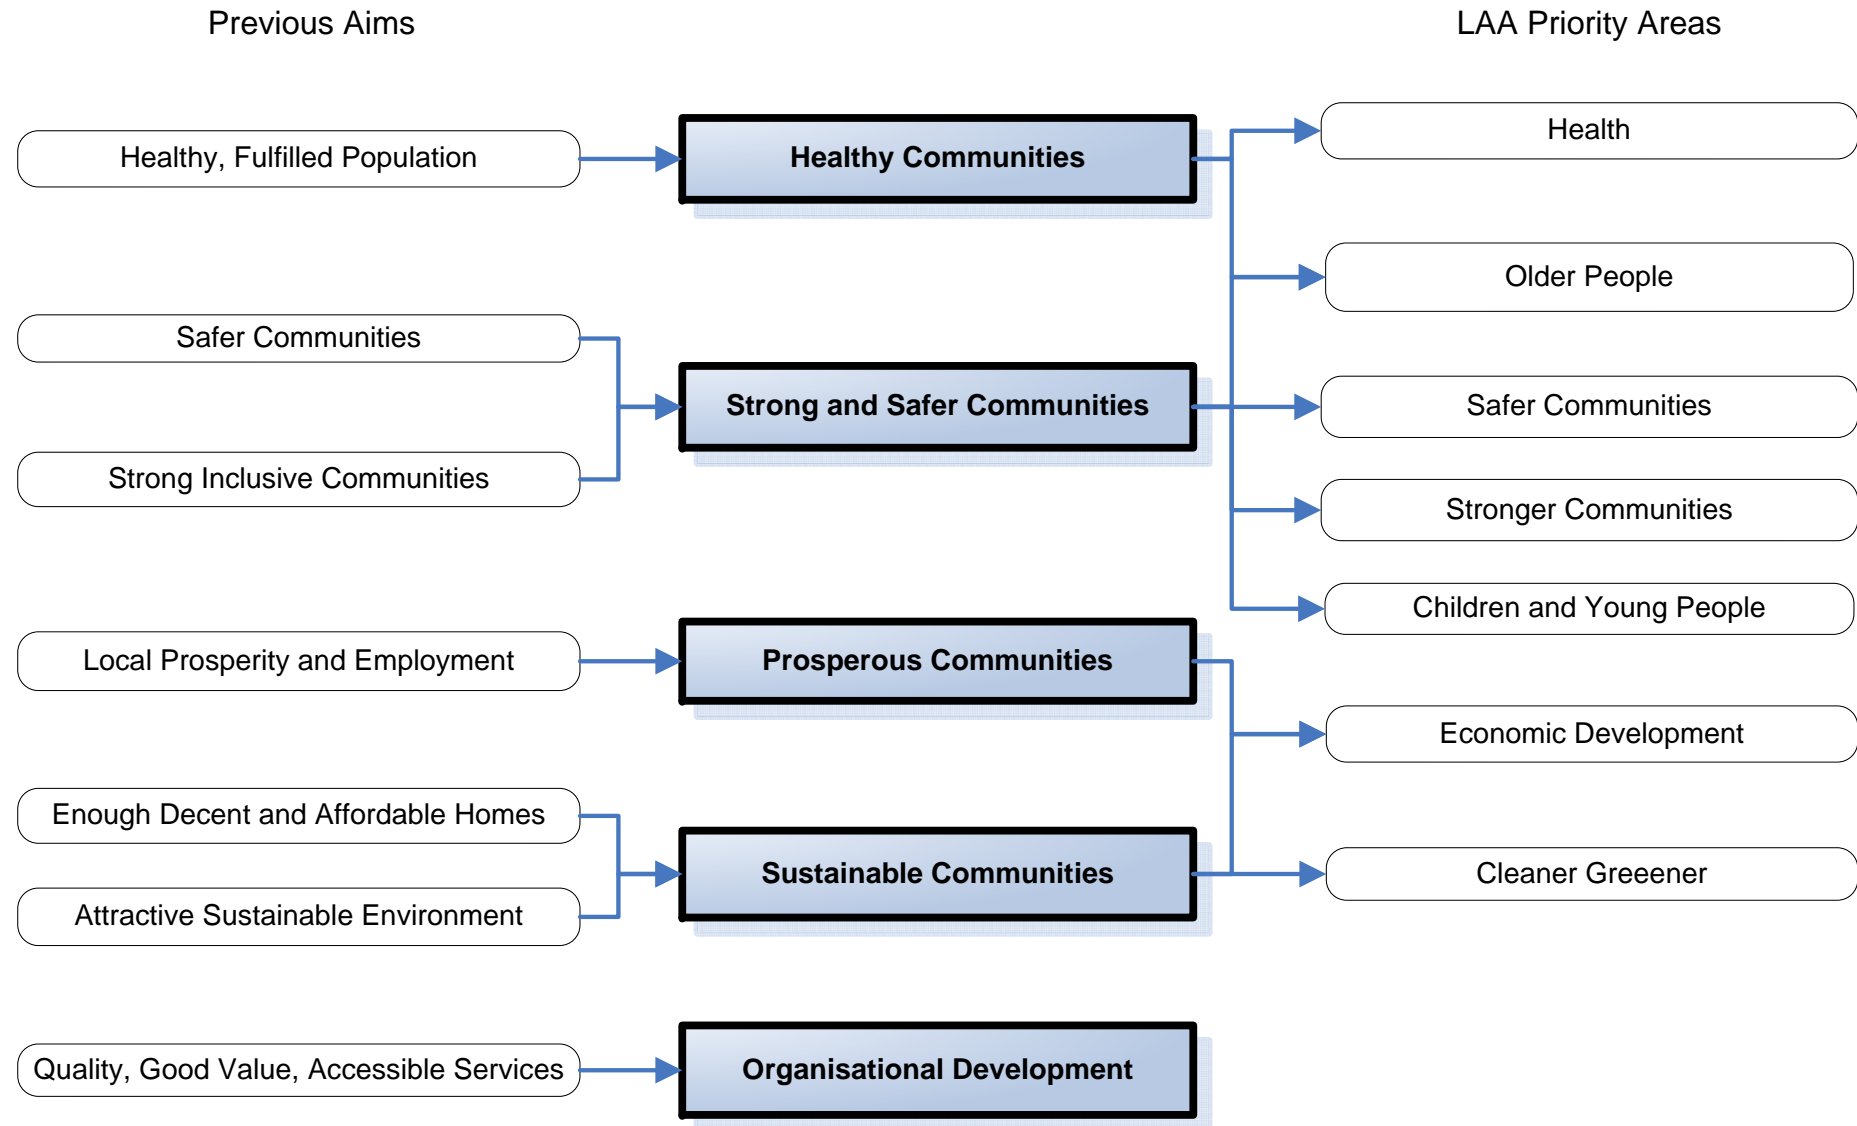 Previous Aims
LAA Priority Areas
Healthy, Fulfilled Population
Healthy Communities
Health
Older People
Safer Communities
Strong Inclusive Communities
Strong and Safer Communities
Safer Communities
Stronger Communities
Children and Young People
Local Prosperity and Employment
Prosperous Communities
Economic Development
Enough Decent and Affordable Homes
Attractive Sustainable Environment
Sustainable Communities
Cleaner Greeener
Quality, Good Value, Accessible Services
Organisational Development